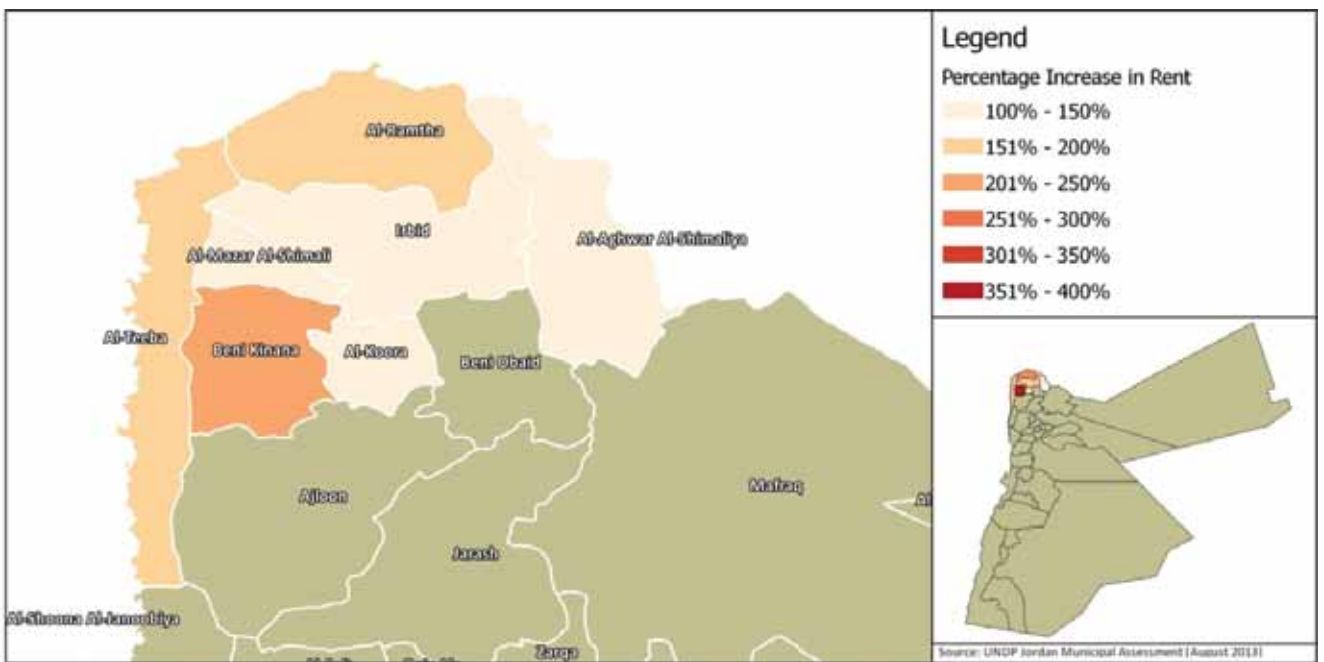 Legend
Percentage Increase in Rent
100% - 150%
151% - 200%
201% - 250%
251% - 300%
301% - 350%
351% - 400%
Al-Ramtha
Irbid
Al-Aghwar Al-Shimaliya
Al-Mazar Al-Shimali
Al-Teeba
Beni Kinana
Al-Koora
Beni Obaid
Ajloon
Mafraq
Jarash
Al-Shoona Al-Janoobiya
Zarqa
Source: UNDP Jordan Municipal Assessment (August 2013)